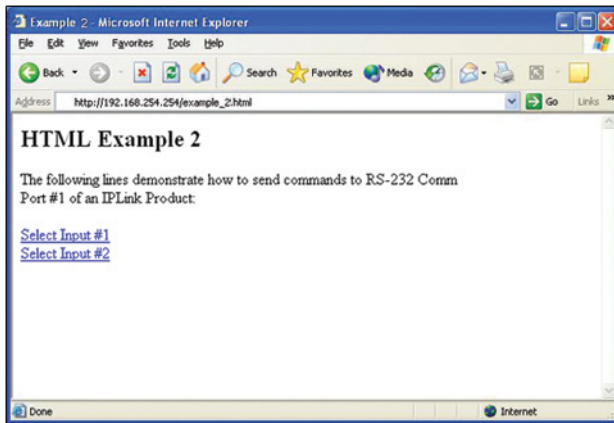 Example 2 - Microsoft Internet Explorer
File Edit View Favorites Tools Help
Back Search Favorites Media
Address http://192.168.254.254/example_2.html Go Links »
HTML Example 2
The following lines demonstrate how to send commands to RS-232 Comm
Port #1 of an IPLink Product:
Select Input #1
Select Input #2
Done Internet